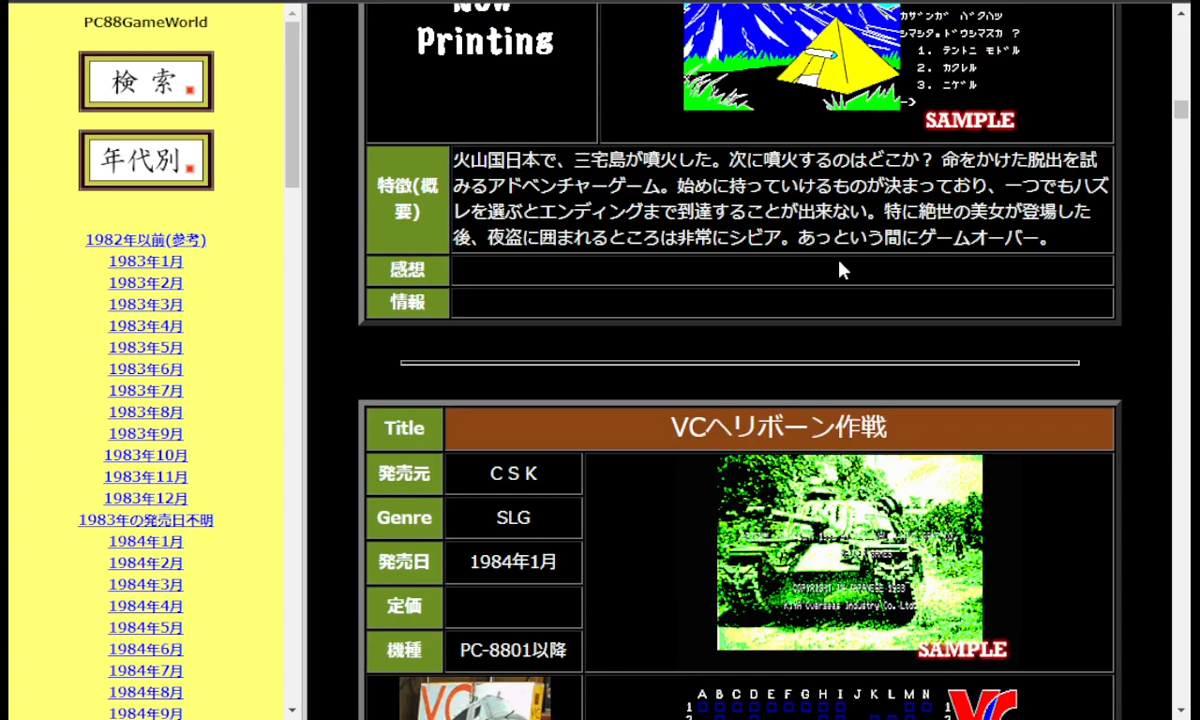 PC88GameWorld
検索
年代別
1982年以前(参考)
1983年1月
1983年2月
1983年3月
1983年4月
1983年5月
1983年6月
1983年7月
1983年8月
1983年9月
1983年10月
1983年11月
1983年12月
1983年の発売日不明
1984年1月
1984年2月
1984年3月
1984年4月
1984年5月
1984年6月
1984年7月
1984年8月
1984年9月
Now
Printing
カザンガ バクハツ
シマシタ。ドウシマスカ ?
1. テントニ モドル
2. カクレル
3. ニゲル
->
SAMPLE
特徴(概要)
火山国日本で、三宅島が噴火した。次に噴火するのはどこか? 命をかけた脱出を試
みるアドベンチャーゲーム。始めに持っていけるものが決まっており、一つでもハズ
レを選ぶとエンディングまで到達することが出来ない。特に絶世の美女が登場した
後、夜盗に囲まれるところは非常にシビア。あっという間にゲームオーバー。
感想
情報
Title
VCヘリボーン作戦
発売元
CSK
Genre
SLG
発売日
1984年1月
定価
機種
PC-8801以降
SAMPLE
VC
A B C D E F G H I J K L M N
1
1
VC